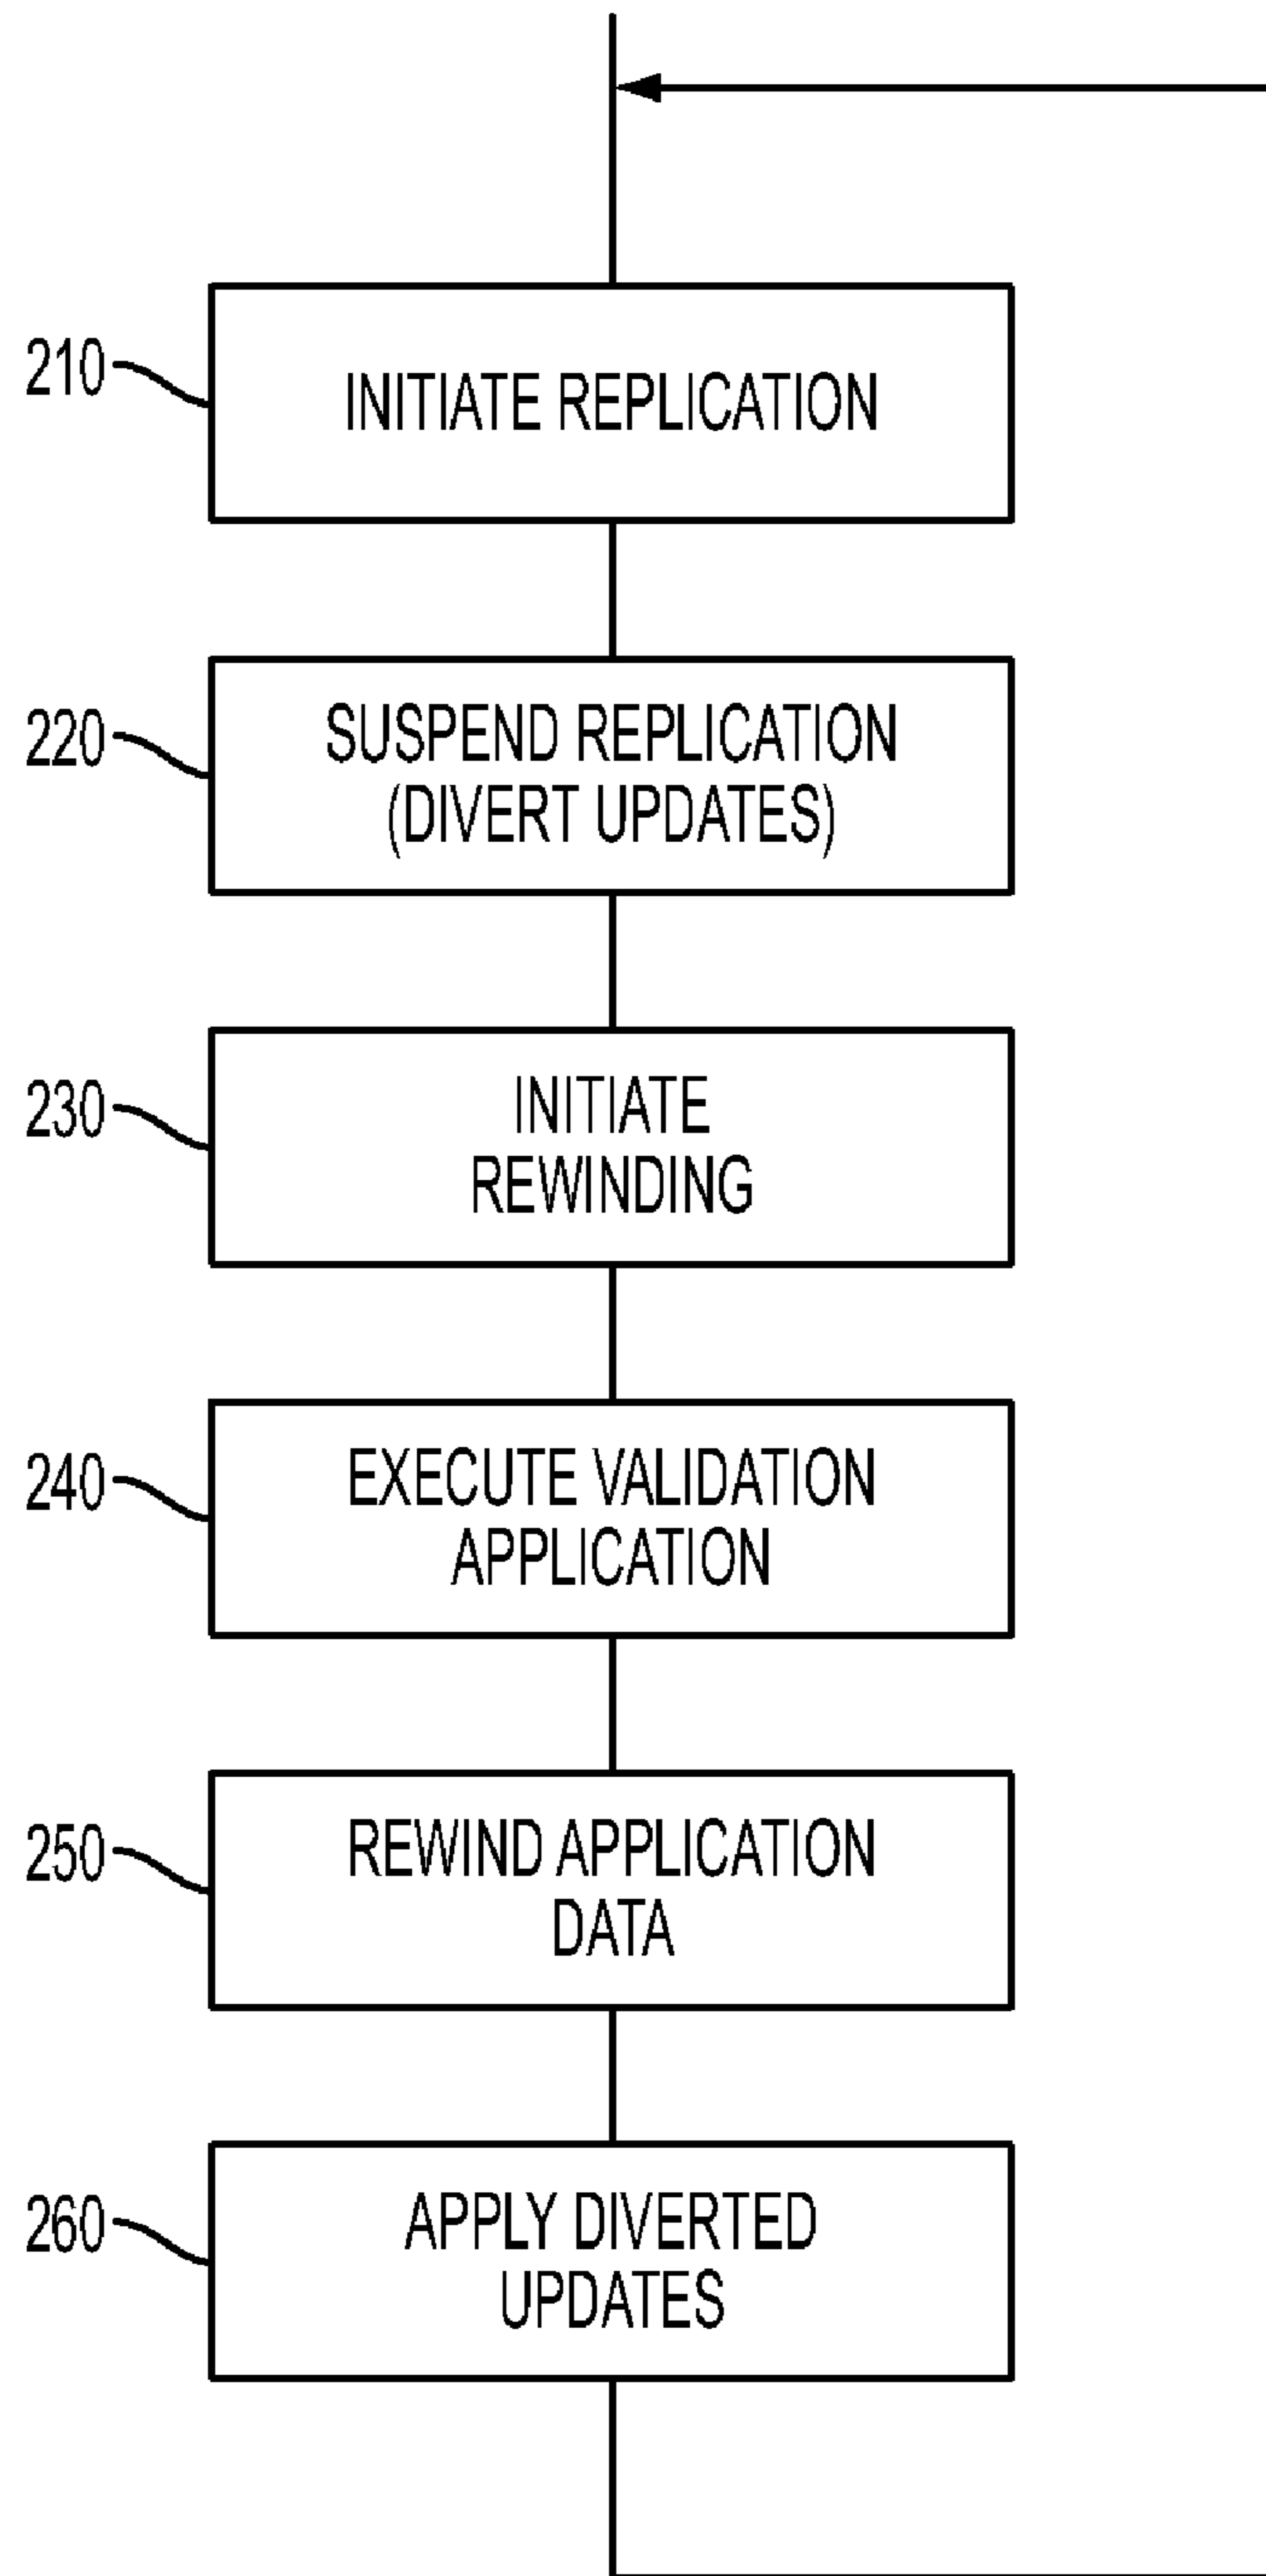 210
INITIATE REPLICATION
220
SUSPEND REPLICATION
(DIVERT UPDATES)
230
INITIATE
REWINDING
240
EXECUTE VALIDATION
APPLICATION
250
REWIND APPLICATION
DATA
260
APPLY DIVERTED
UPDATES